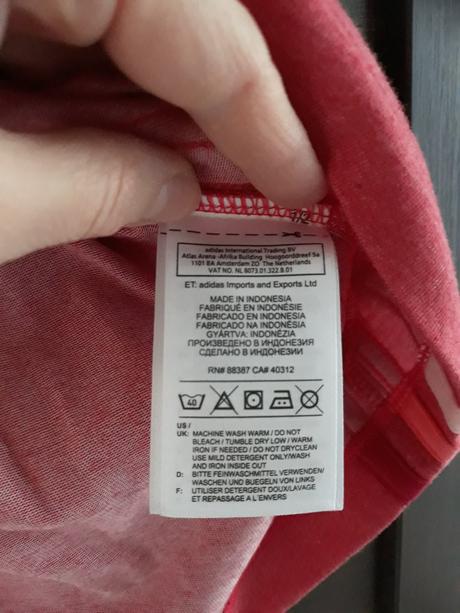 1/2
adidas International Trading BV
Atlas Arena -Afrika Building Hoogoorddreef 9a
1101 BA Amsterdam ZO The Netherlands
VAT NO. NL 8073.01.322.B.01
ET: adidas Imports and Exports Ltd
MADE IN INDONESIA
FABRIQUÉ EN INDONÉSIE
FABRICADO EN INDONESIA
FABRICADO NA INDONÉSIA
GYÁRTVA: INDONÉZIA
ПРОИЗВЕДЕНО В ИНДОНЕЗИЯ
СДЕЛАНО В ИНДОНЕЗИИ
RN# 88387 CA# 40312
40
US /
UK: MACHINE WASH WARM / DO NOT
BLEACH / TUMBLE DRY LOW / WARM
IRON IF NEEDED / DO NOT DRYCLEAN
USE MILD DETERGENT ONLY/WASH
AND IRON INSIDE OUT
D: BITTE FEINWASCHMITTEL VERWENDEN/
WASCHEN UND BUEGELN VON LINKS
F: UTILISER DETERGENT DOUX/LAVAGE
ET REPASSAGE A L'ENVERS